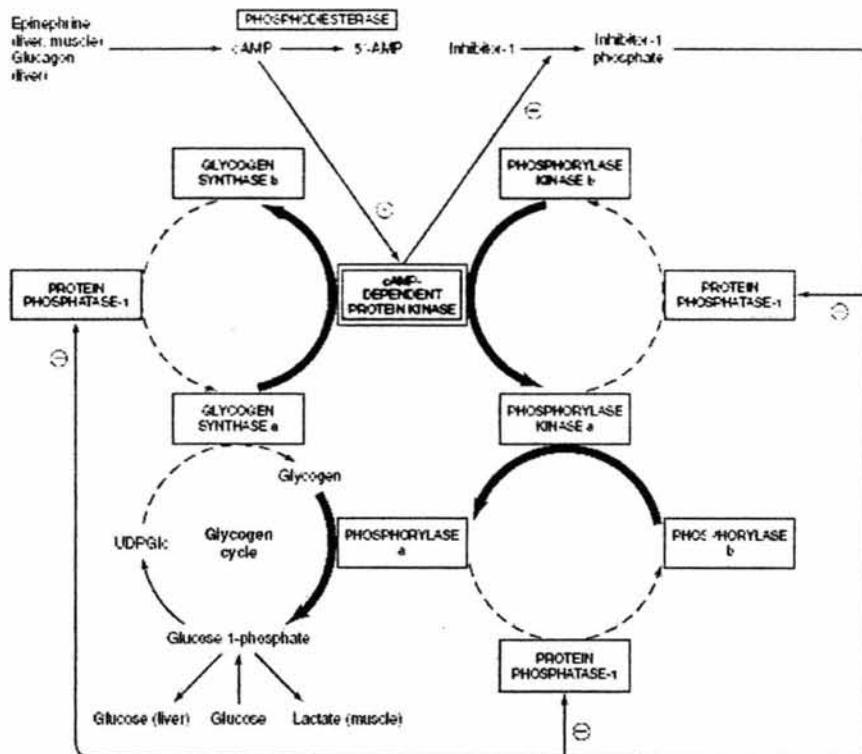 PHOSPHODIESTERASE
Epinephrine
(liver, muscle)
Glucagon
(liver)
cAMP
5'-AMP
Inhibitor-1
Inhibitor-1
phosphate
GLYCOGEN
SYNTHASE b
PHOSPHORYLASE
KINASE b
PROTEIN
PHOSPHATASE-1
cAMP-
DEPENDENT
PROTEIN KINASE
PROTEIN
PHOSPHATASE-1
GLYCOGEN
SYNTHASE a
PHOSPHORYLASE
KINASE a
Glycogen
UDPGlc
Glycogen
cycle
PHOSPHORYLASE
a
PHOSPHORYLASE
b
Glucose 1-phosphate
PROTEIN
PHOSPHATASE-1
Glucose (liver)
Glucose
Lactate (muscle)